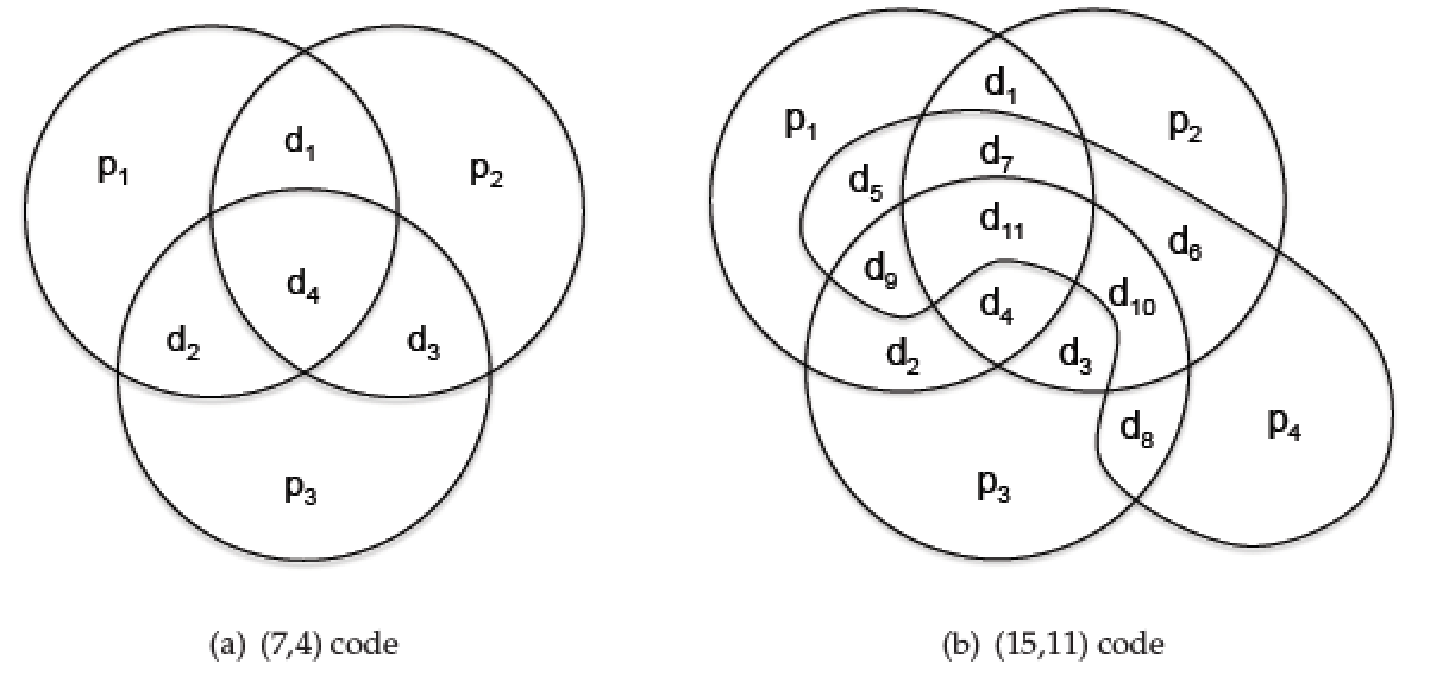 p₁
d₁
p₂
d₄
d₂
d₃
p₃
(a) (7,4) code
d₁
p₁
p₂
d₇
d₅
d₁₁
d₆
d₉
d₁₀
d₄
d₂
d₃
d₈
p₄
p₃
(b) (15,11) code